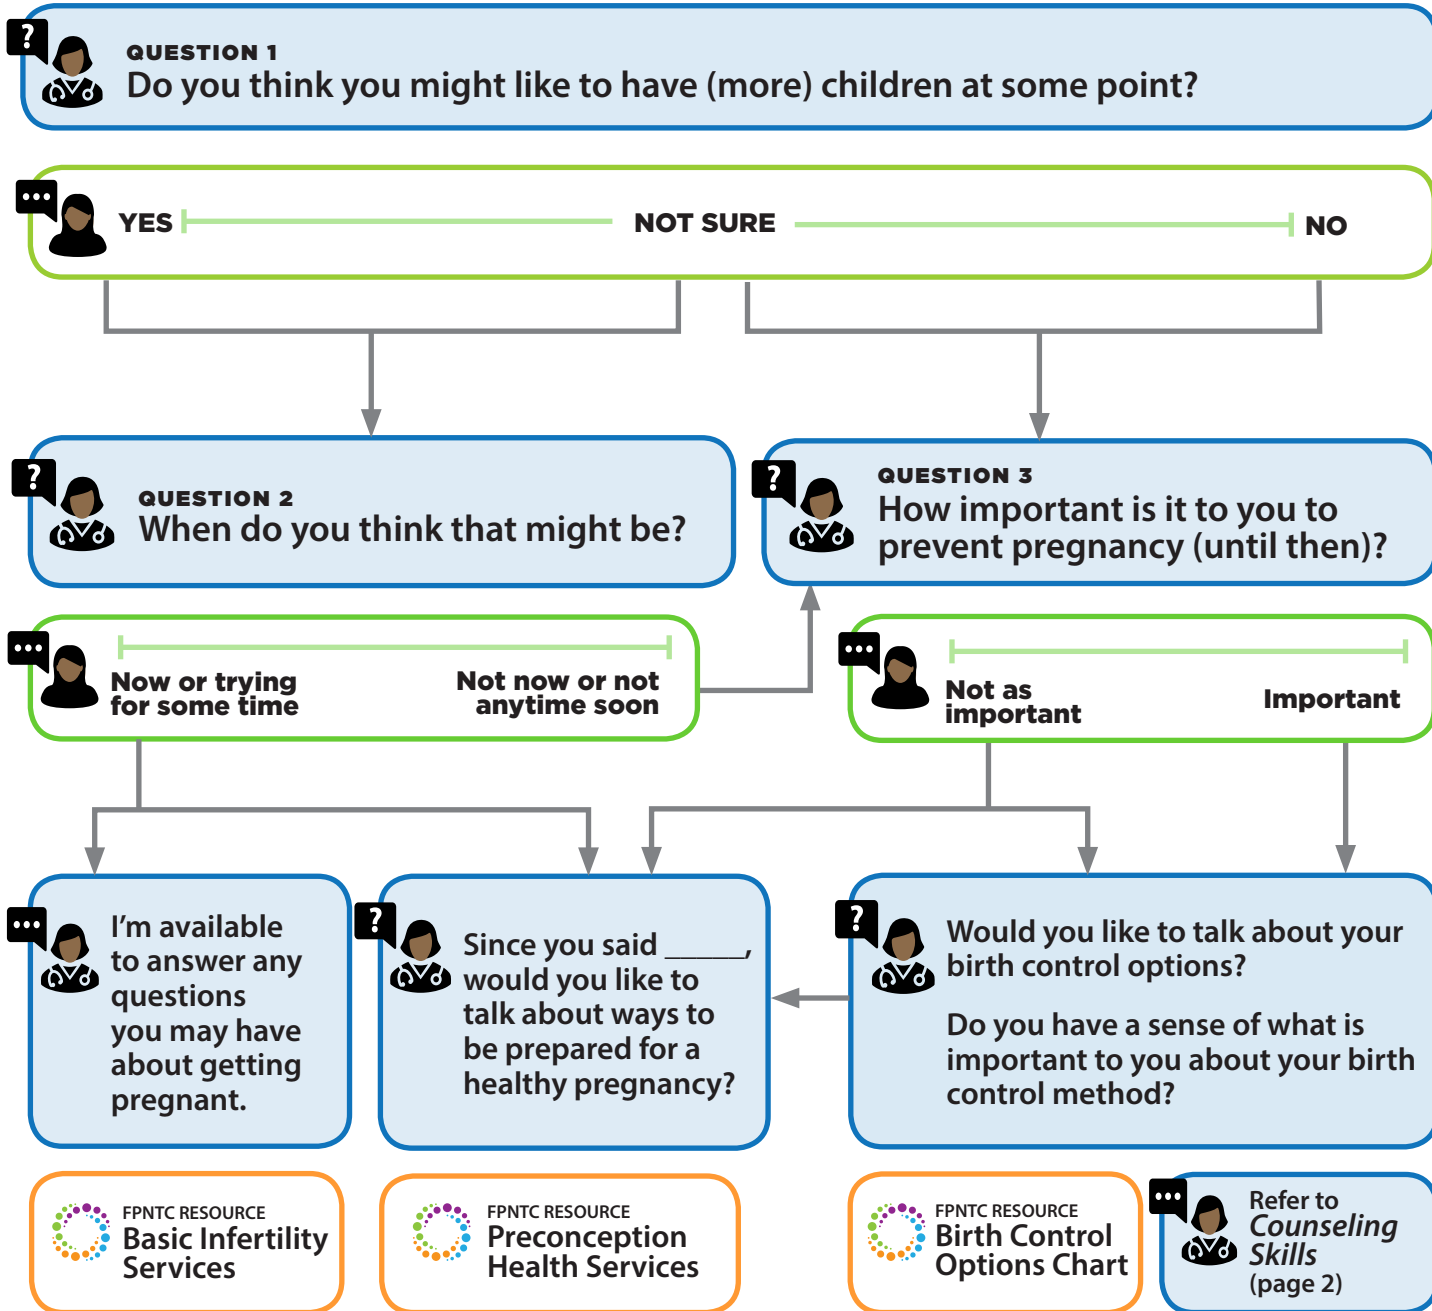 ?
QUESTION 1
Do you think you might like to have (more) children at some point?
YES
NOT SURE
NO
?
QUESTION 2
When do you think that might be?
?
QUESTION 3
How important is it to you to
prevent pregnancy (until then)?
Now or trying
for some time
Not now or not
anytime soon
Not as
important
Important
I’m available
to answer any
questions
you may have
about getting
pregnant.
?
Since you said _____,
would you like to
talk about ways to
be prepared for a
healthy pregnancy?
?
Would you like to talk about your
birth control options?
Do you have a sense of what is
important to you about your birth
control method?
FPNTC RESOURCE
Basic Infertility
Services
FPNTC RESOURCE
Preconception
Health Services
FPNTC RESOURCE
Birth Control
Options Chart
Refer to
Counseling
Skills
(page 2)